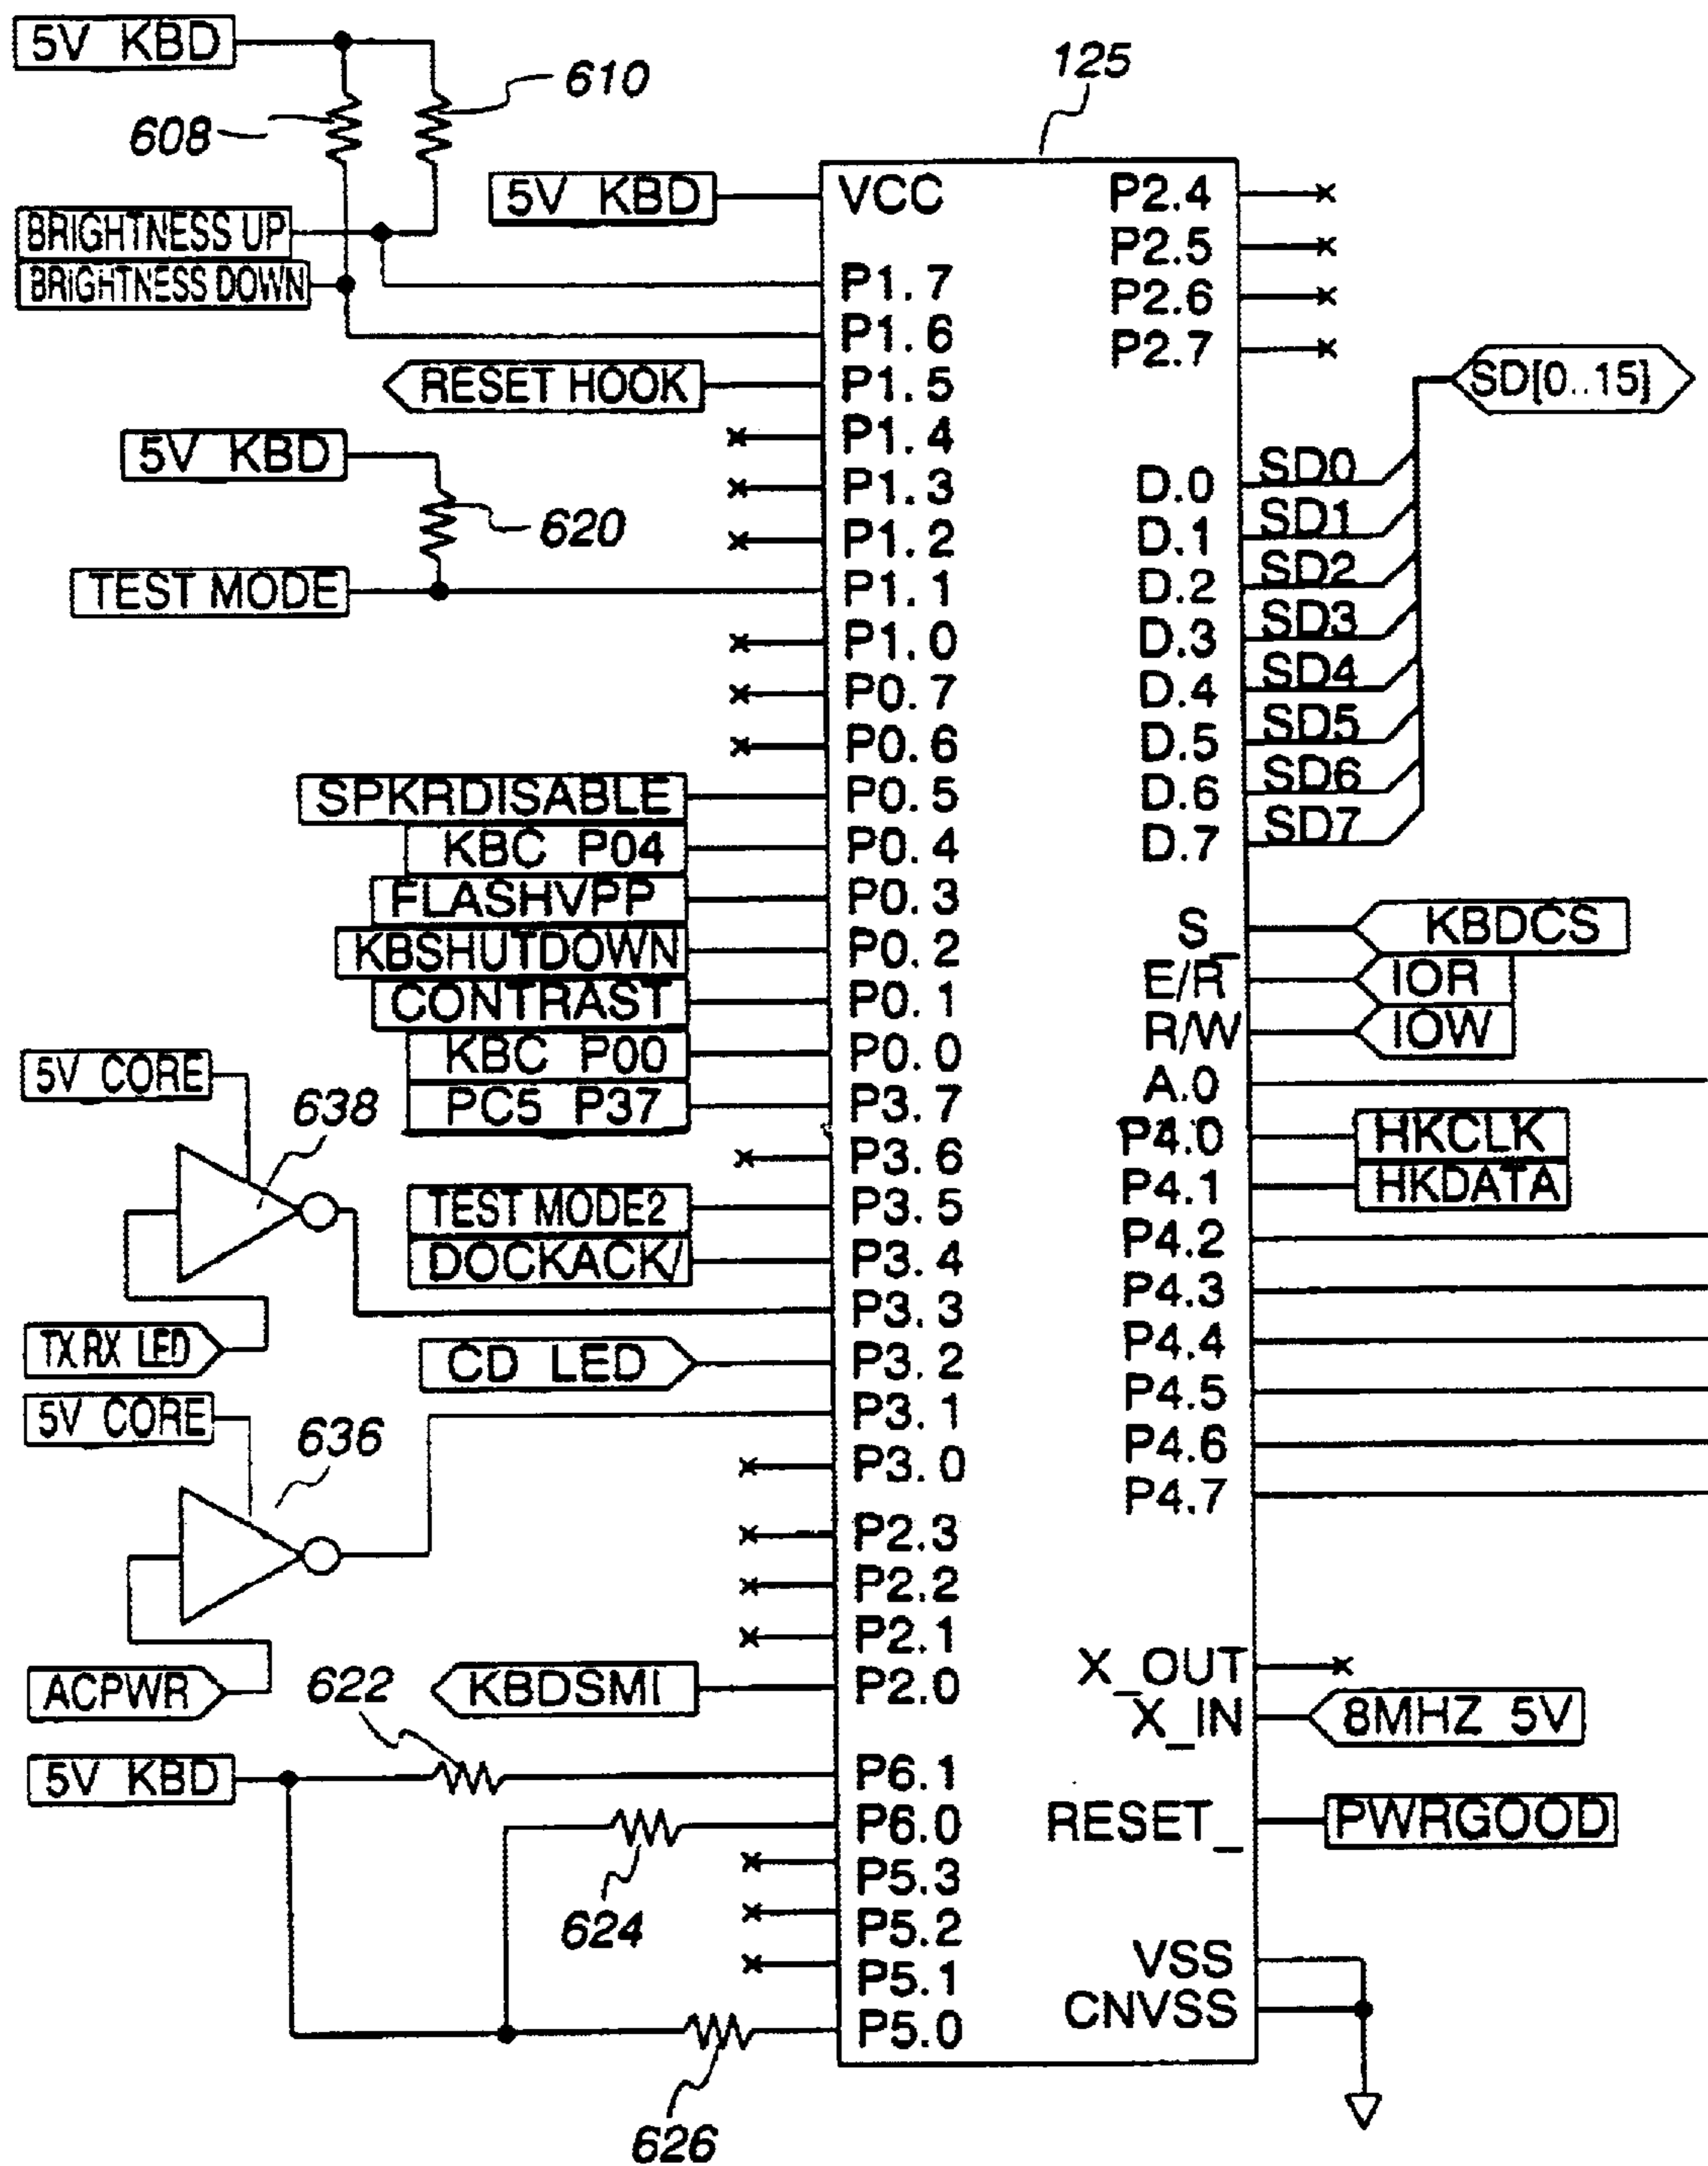 5V KBD
610
125
608
5V KBD
VCC
P2.4
BRIGHTNESS UP
P2.5
BRIGHTNESS DOWN
P1.7
P2.6
P1.6
P2.7
RESET HOOK
P1.5
SD[0..15]
5V KBD
P1.4
SD0
P1.3
D.0
620
P1.2
SD1
D.1
TEST MODE
P1.1
SD2
D.2
P1.0
SD3
D.3
P0.7
SD4
D.4
P0.6
SD5
D.5
SPKRDISABLE
P0.5
SD6
D.6
KBC P04
P0.4
SD7
D.7
FLASHVPP
P0.3
S_
KBDCS
KBSHUTDOWN
P0.2
E/R
IOR
CONTRAST
P0.1
R/W
IOW
5V CORE
KBC P00
P0.0
A.0
638
PC5 P37
P3.7
P4.0
HKCLK
P3.6
P4.1
HKDATA
TEST MODE2
P3.5
P4.2
DOCKACK/
P3.4
P4.3
P3.3
TX RX LED
CD LED
P3.2
P4.4
5V CORE
P3.1
P4.5
636
P3.0
P4.6
P4.7
P2.3
P2.2
P2.1
X_OUT
ACPWR
622
KBDSMI
P2.0
X_IN
8MHZ 5V
5V KBD
P6.1
P6.0
RESET_
PWRGOOD
P5.3
624
P5.2
P5.1
VSS
P5.0
CNVSS
626